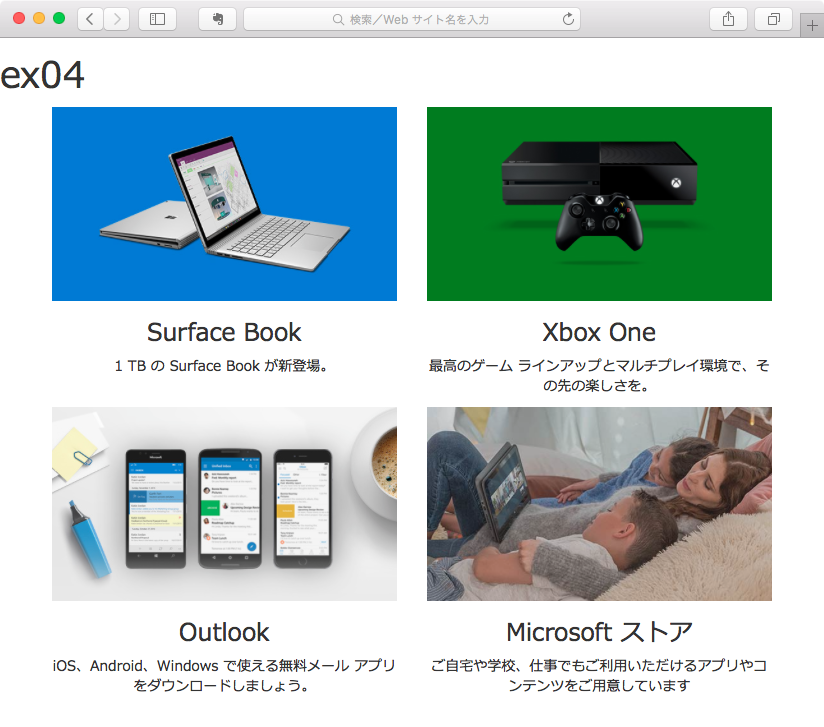 検索／Web サイト名を入力
ex04
Surface Book
1 TB の Surface Book が新登場。
Xbox One
最高のゲーム ラインアップとマルチプレイ環境で、そ
の先の楽しさを。
Outlook
iOS、Android、Windows で使える無料メール アプリ
をダウンロードしましょう。
Microsoft ストア
ご自宅や学校、仕事でもご利用いただけるアプリやコ
ンテンツをご用意しています